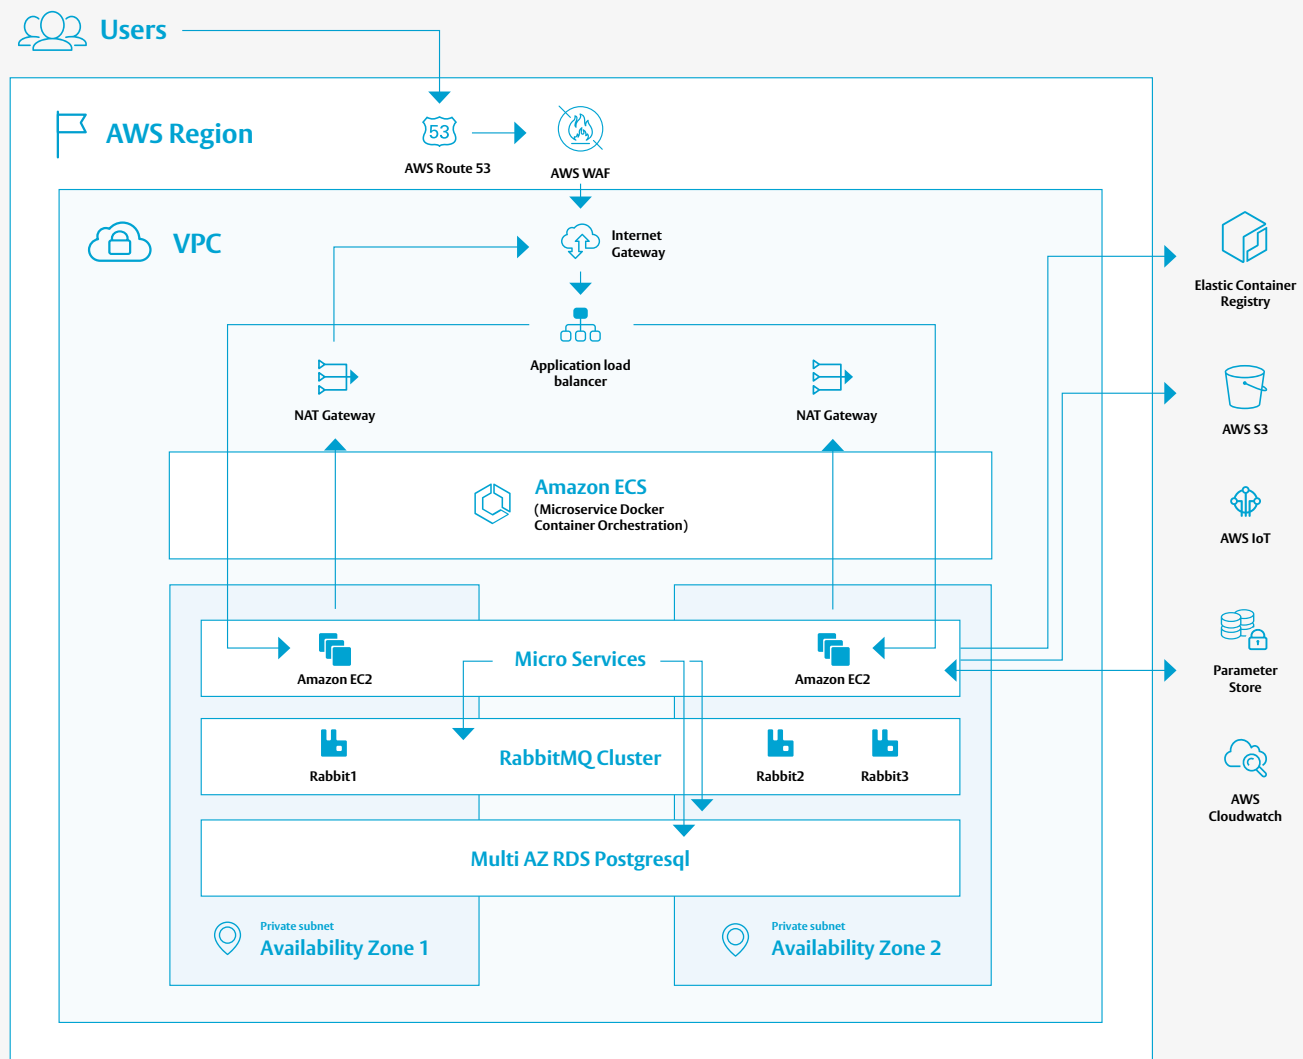 Users
AWS Region
53
AWS Route 53
AWS WAF
VPC
Internet
Gateway
Application load
balancer
NAT Gateway
NAT Gateway
Amazon ECS
(Microservice Docker
Container Orchestration)
Micro Services
Amazon EC2
Amazon EC2
RabbitMQ Cluster
Rabbit1
Rabbit2
Rabbit3
Multi AZ RDS Postgresql
Private subnet
Availability Zone 1
Private subnet
Availability Zone 2
Elastic Container
Registry
AWS S3
AWS IoT
Parameter
Store
AWS
Cloudwatch